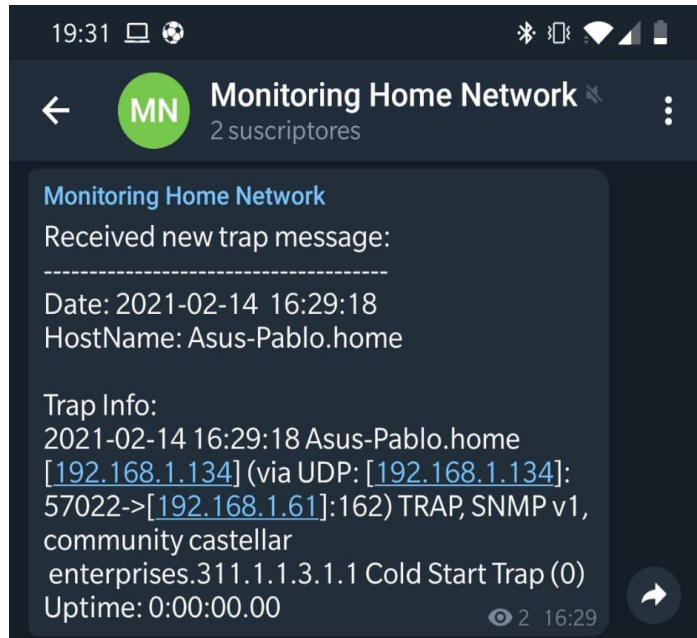 19:31
MN
Monitoring Home Network
2 suscriptores
Monitoring Home Network
Received new trap message:
--------------------------------------
Date: 2021-02-14  16:29:18
HostName: Asus-Pablo.home
Trap Info:
2021-02-14 16:29:18 Asus-Pablo.home
[192.168.1.134] (via UDP: [192.168.1.134]:
57022->[192.168.1.61]:162) TRAP, SNMP v1,
community castellar
enterprises.311.1.1.3.1.1 Cold Start Trap (0)
Uptime: 0:00:00.00
2 16:29